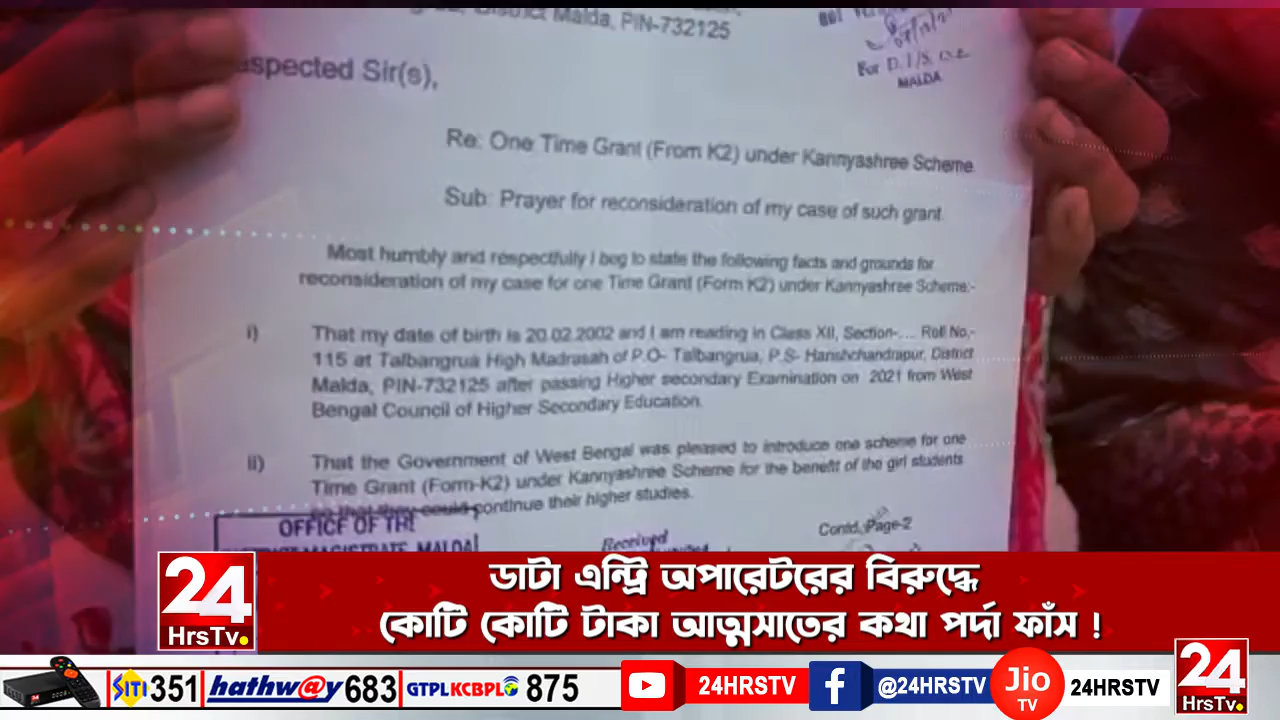 District Malda, PIN-732125
For D.I/S. S.E.
MALDA
Sir(s),
Re: One Time Grant (From K2) under Kannyashree Scheme
Sub: Prayer for reconsideration of my case of such grant
Most humbly and respectfully I beg to state the following facts and grounds for
reconsideration of my case for one Time Grant (Form K2) under Kannyashree Scheme:-
i) That my date of birth is 20.02.2002 and I am reading in Class XII, Section-.... Roll No,-
115 at Talbangrua High Madrasah of P.O- Talbangrua, P.S- Hanshchandrapur, District
Malda, PIN-732125 after passing Higher secondary Examination on 2021 from West
Bengal Council of Higher Secondary Education.
ii) That the Government of West Bengal was pleased to introduce one scheme for one
Time Grant (Form-K2) under Kannyashree Scheme for the benefit of the girl students
so that they could continue their higher studies.
Contd. Page-2
OFFICE OF THE
DISTRICT MAGISTRATE, MALDA
Received
24
HrsTv.
ডাটা এন্ট্রি অপারেটরের বিরুদ্ধে
কোটি কোটি টাকা আত্মসাতের কথা পর্দা ফাঁস !
SITI 351 hathw@y 683 GTPL KCBPL 875 24HRSTV @24HRSTV Jio TV 24HRSTV
24
HrsTv.